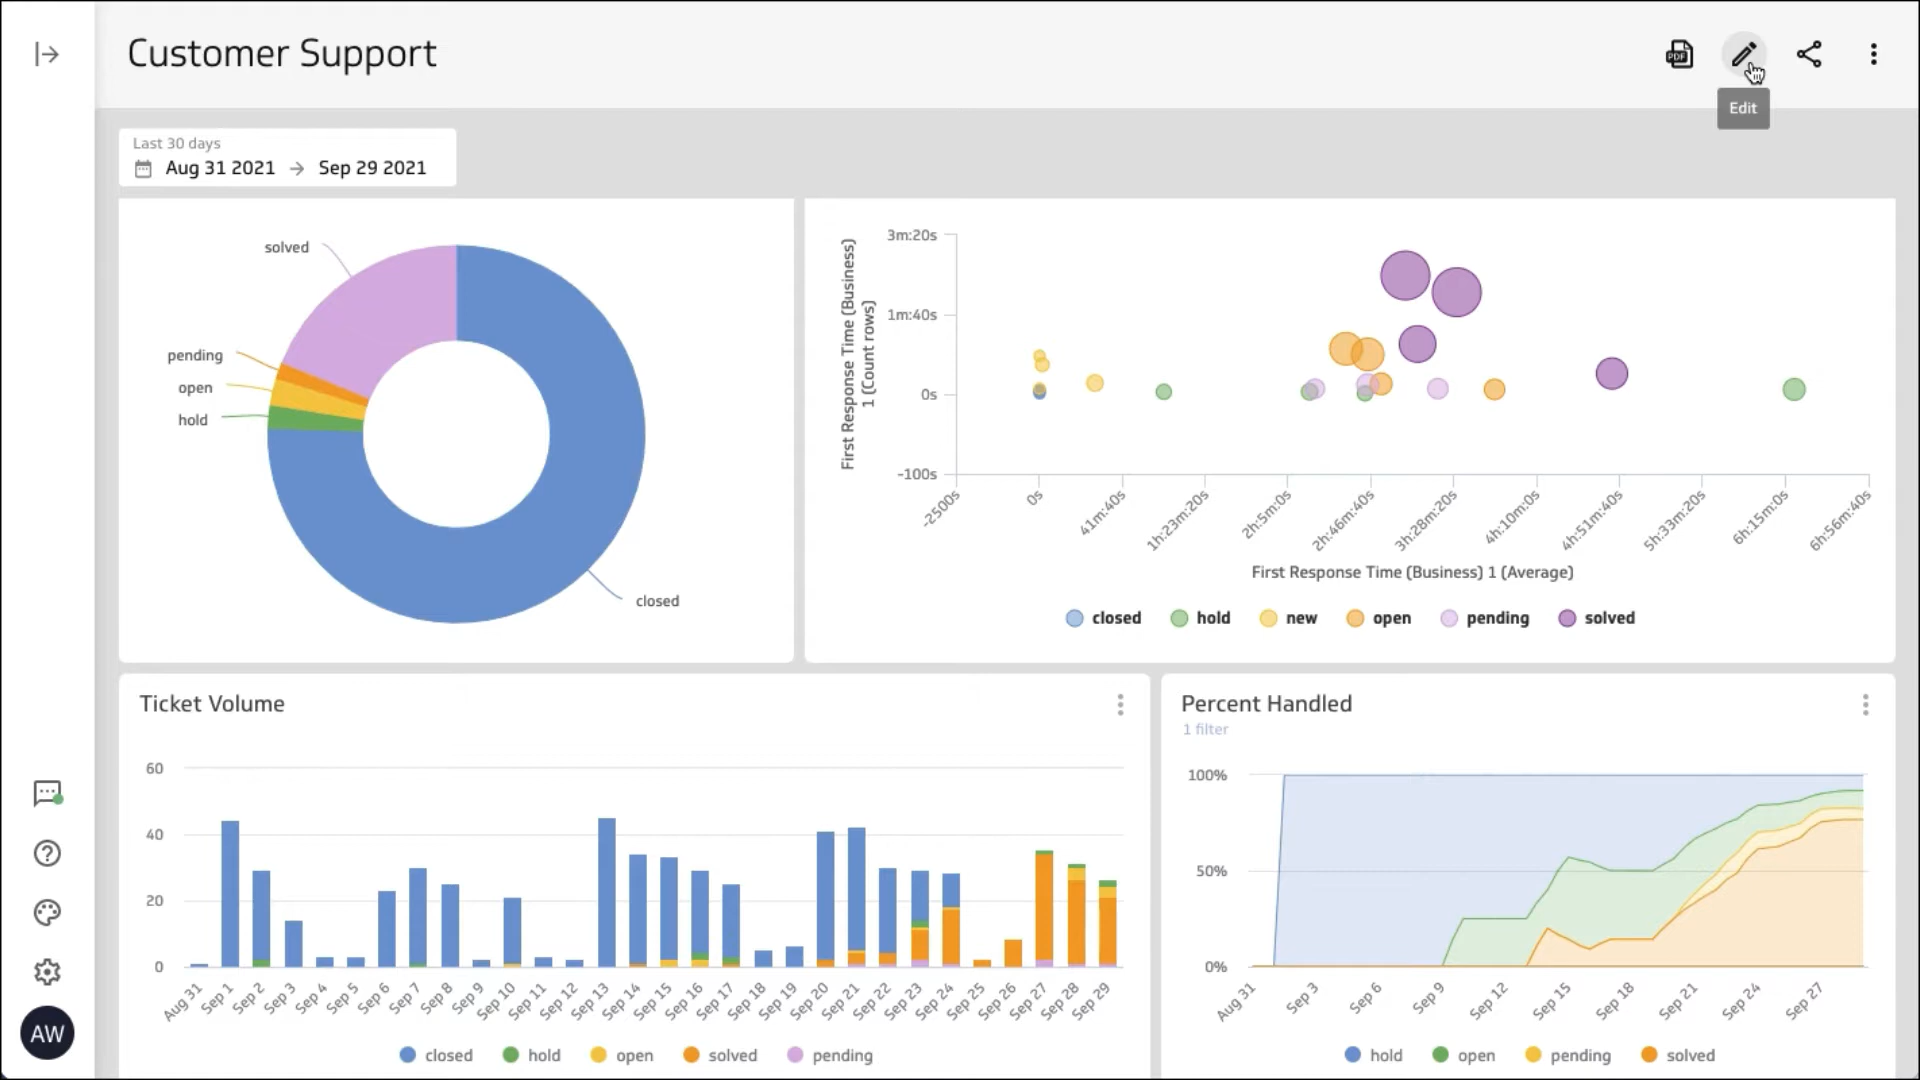 Customer Support
PDF
Edit
Last 30 days
Aug 31 2021 → Sep 29 2021
solved
pending
open
hold
closed
First Response Time (Business)
1 (Count rows)
3m:20s
1m:40s
0s
-100s
-2500s 0s 41m:40s 1h:23m:20s 2h:5m:0s 2h:46m:40s 3h:28m:20s 4h:10m:0s 4h:51m:40s 5h:33m:20s 6h:15m:0s 6h:56m:40s
First Response Time (Business) 1 (Average)
closed hold new open pending solved
Ticket Volume
60
40
20
0
Aug 31 Sep 1 Sep 2 Sep 3 Sep 4 Sep 5 Sep 6 Sep 7 Sep 8 Sep 9 Sep 10 Sep 11 Sep 12 Sep 13 Sep 14 Sep 15 Sep 16 Sep 17 Sep 18 Sep 19 Sep 20 Sep 21 Sep 22 Sep 23 Sep 24 Sep 25 Sep 26 Sep 27 Sep 28 Sep 29
closed hold open solved pending
Percent Handled
1 filter
100%
50%
0%
Aug 31 Sep 3 Sep 6 Sep 9 Sep 12 Sep 15 Sep 18 Sep 21 Sep 24 Sep 27
hold open pending solved
AW